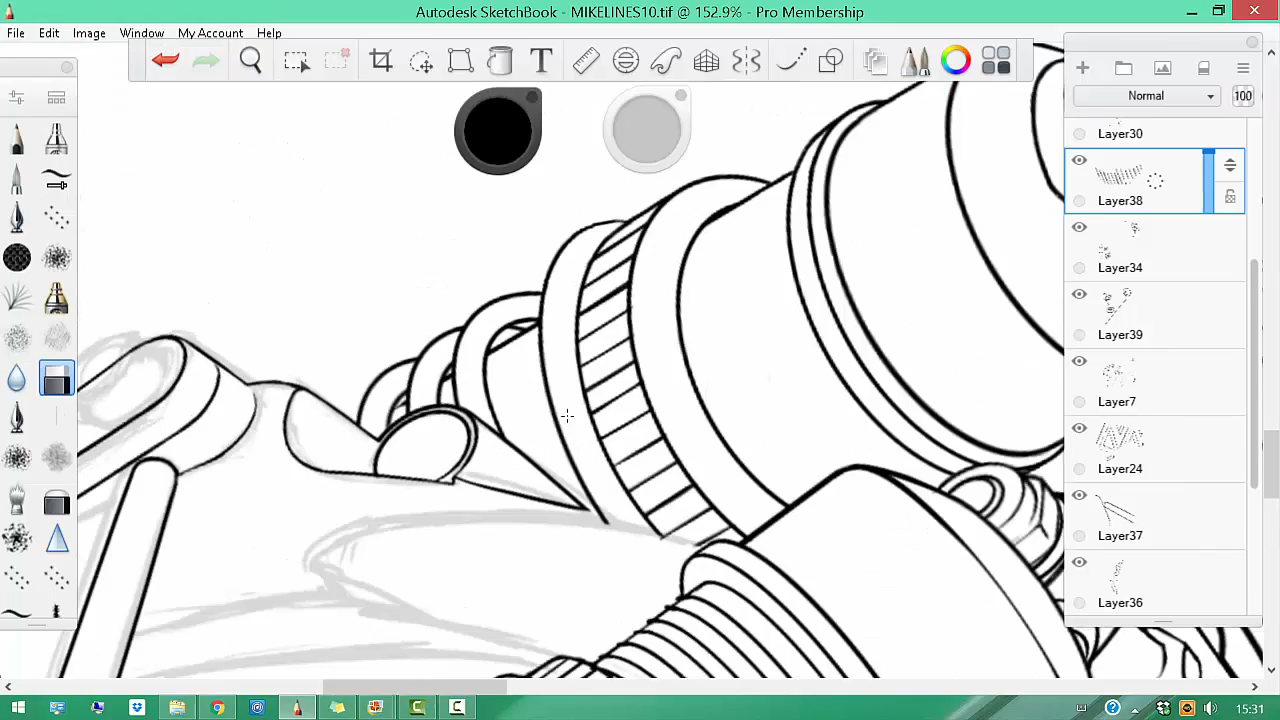 Autodesk SketchBook - MIKELINES10.tif @ 152.9% - Pro Membership
File Edit Image Window My Account Help
T
Normal 100
Layer30
Layer38
Layer34
Layer39
Layer7
Layer24
Layer37
Layer36
15:31